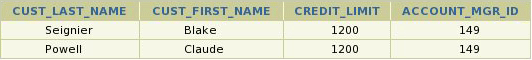 CUST_LAST_NAME CUST_FIRST_NAME CREDIT_LIMIT ACCOUNT_MGR_ID
Seignier Blake 1200 149
Powell Claude 1200 149